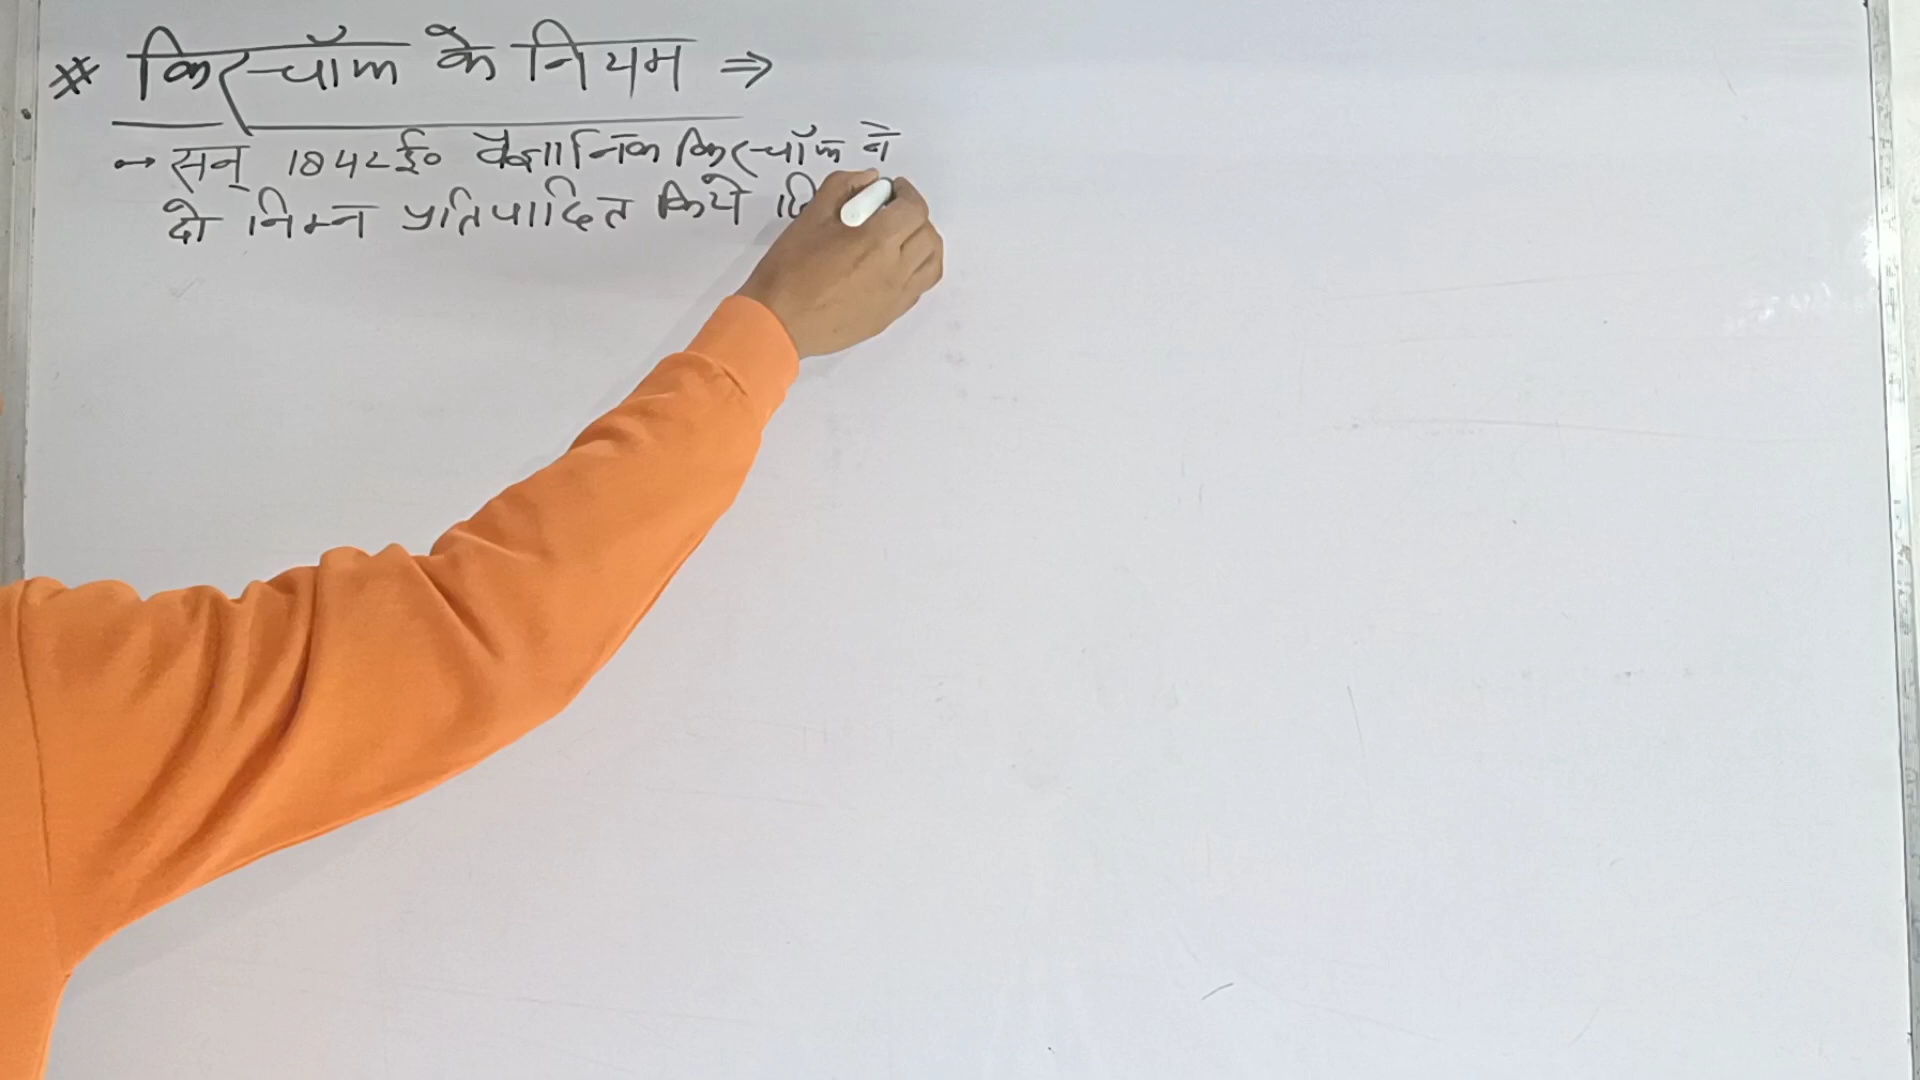 * किरचॉफ के नियम ⇒
→ सन् 1842 ई० वैज्ञानिक किरचॉफ ने
दो निम्न प्रतिपादित किये